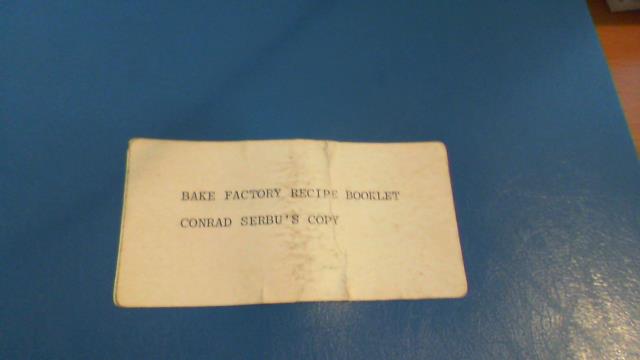 BAKE FACTORY RECIPE BOOKLET
CONRAD SERBU'S COPY